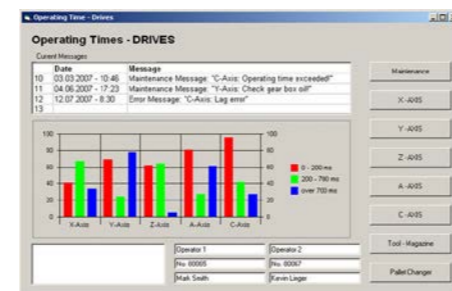 Operating Time - Drives
Operating Times - DRIVES
Current Messages
Date Message
10 03.03.2007 - 10:46 Maintenance Message: "C-Axis: Operating time exceeded!"
11 04.06.2007 - 17:23 Maintenance Message: "Y-Axis: Check gear box oil!"
12 12.07.2007 - 8:30 Error Message: "C-Axis: Lag error"
13
Maintenance
X - AXIS
Y - AXIS
Z - AXIS
A - AXIS
C - AXIS
Tool - Magazine
Pallet Changer
100 100
80 80
60 60
40 40
20 20
0 0
X-Axis Y-Axis Z-Axis A-Axis C-Axis
0 - 200 ms
200 - 700 ms
over 700 ms
Operator 1 Operator 2
No. 80005 No. 80067
Mark Smith Kevin Linger